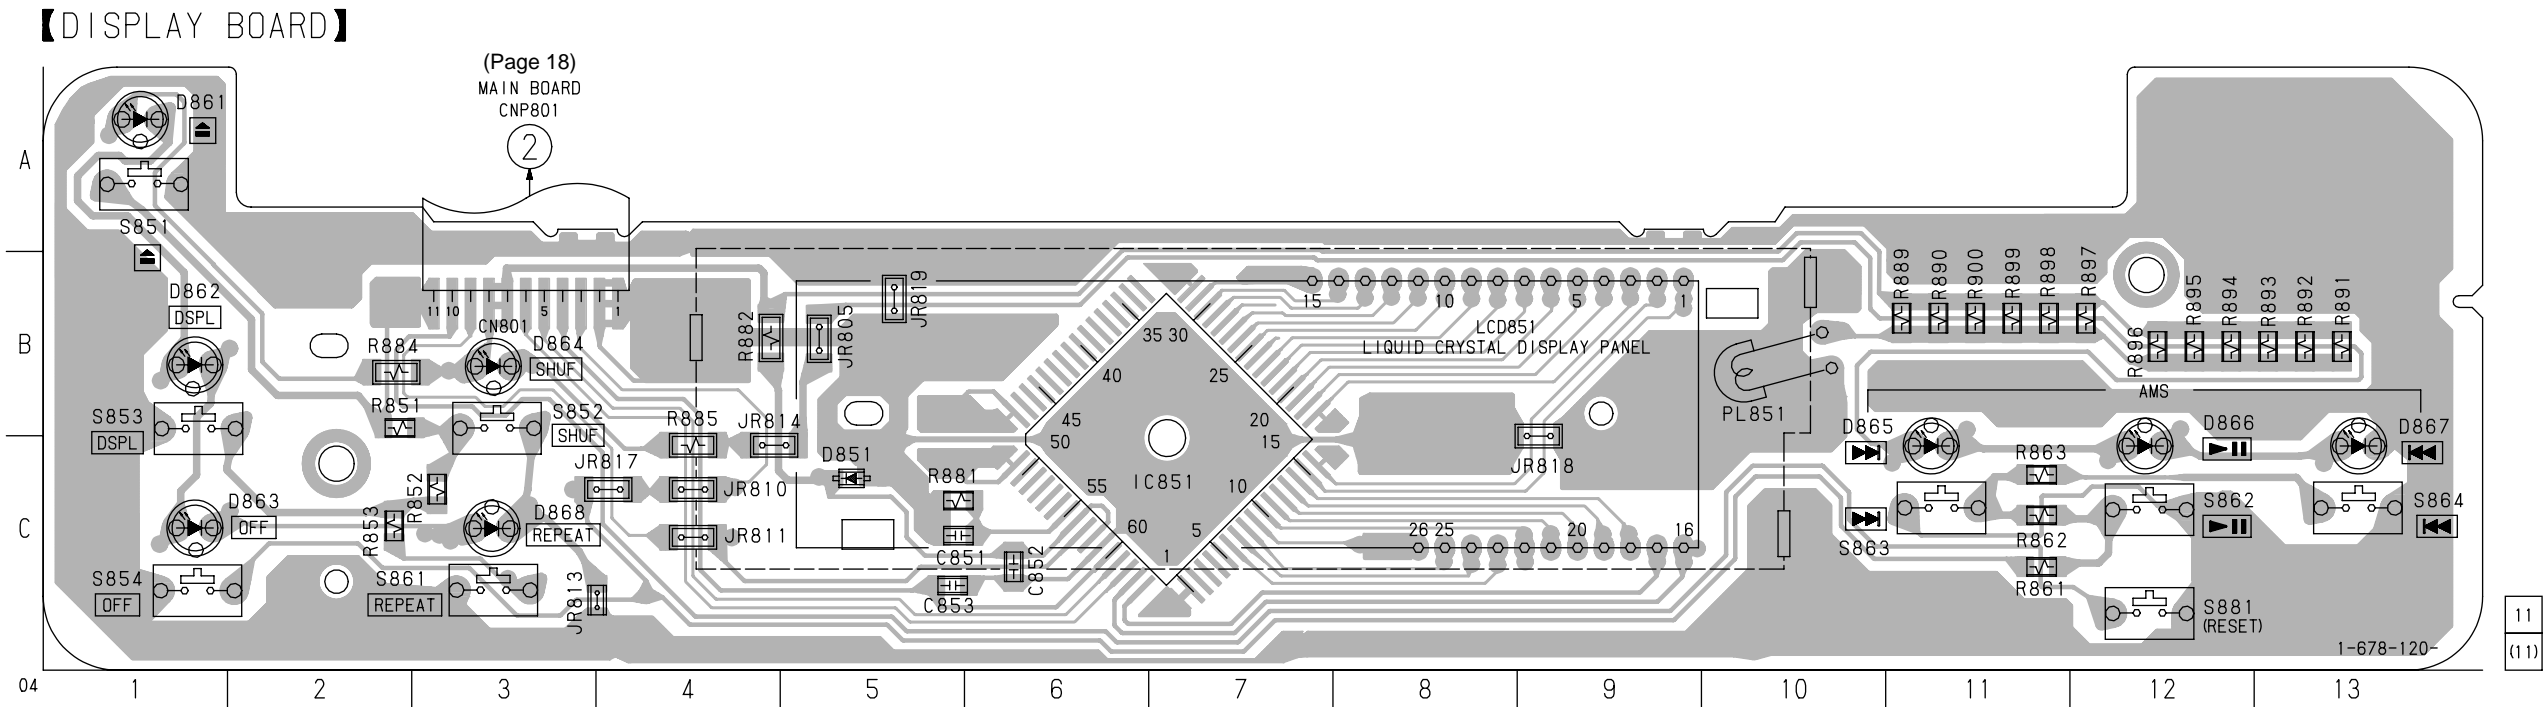 【DISPLAY BOARD】
(Page 18)
MAIN BOARD
CNP801
2
A
B
C
D861
S851
D862
DSPL
S853
DSPL
D863
OFF
S854
OFF
R884
R851
R852
R853
11 10 5 1
CN801
D864
SHUF
S852
SHUF
D868
REPEAT
S861
REPEAT
JR813
JR817
R885
JR814
JR810
JR811
R882
JR805
JR819
D851
R881
C851
C852
C853
35 30
40 25
45 20
50 15
55 10
60 5
1
IC851
15 10 5 1
LCD851
LIQUID CRYSTAL DISPLAY PANEL
JR818
26 25 20 16
PL851
R889
R890
R900
R899
R898
R897
R896
R895
R894
R893
R892
R891
AMS
D865
D866
D867
R863
S863
R862
R861
S862
S864
S881
(RESET)
1-678-120-
11
(11)
04 1 2 3 4 5 6 7 8 9 10 11 12 13